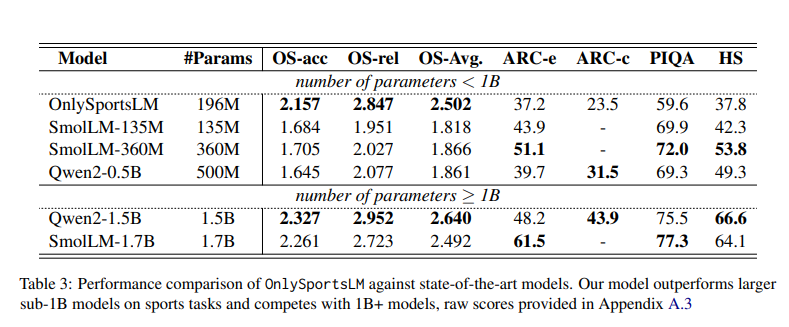 Model #Params OS-acc OS-rel OS-Avg. ARC-e ARC-c PIQA HS
number of parameters < 1B
OnlySportsLM 196M 2.157 2.847 2.502 37.2 23.5 59.6 37.8
SmolLM-135M 135M 1.684 1.951 1.818 43.9 - 69.9 42.3
SmolLM-360M 360M 1.705 2.027 1.866 51.1 - 72.0 53.8
Qwen2-0.5B 500M 1.645 2.077 1.861 39.7 31.5 69.3 49.3
number of parameters ≥ 1B
Qwen2-1.5B 1.5B 2.327 2.952 2.640 48.2 43.9 75.5 66.6
SmolLM-1.7B 1.7B 2.261 2.723 2.492 61.5 - 77.3 64.1
Table 3: Performance comparison of OnlySportsLM against state-of-the-art models. Our model outperforms larger
sub-1B models on sports tasks and competes with 1B+ models, raw scores provided in Appendix A.3